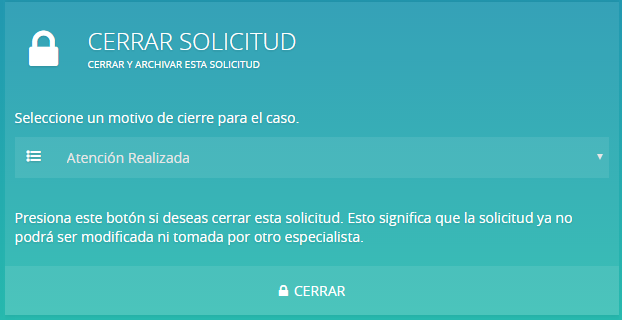 CERRAR SOLICITUD
CERRAR Y ARCHIVAR ESTA SOLICITUD
Seleccione un motivo de cierre para el caso.
Atención Realizada
Presiona este botón si deseas cerrar esta solicitud. Esto significa que la solicitud ya no
podrá ser modificada ni tomada por otro especialista.
CERRAR